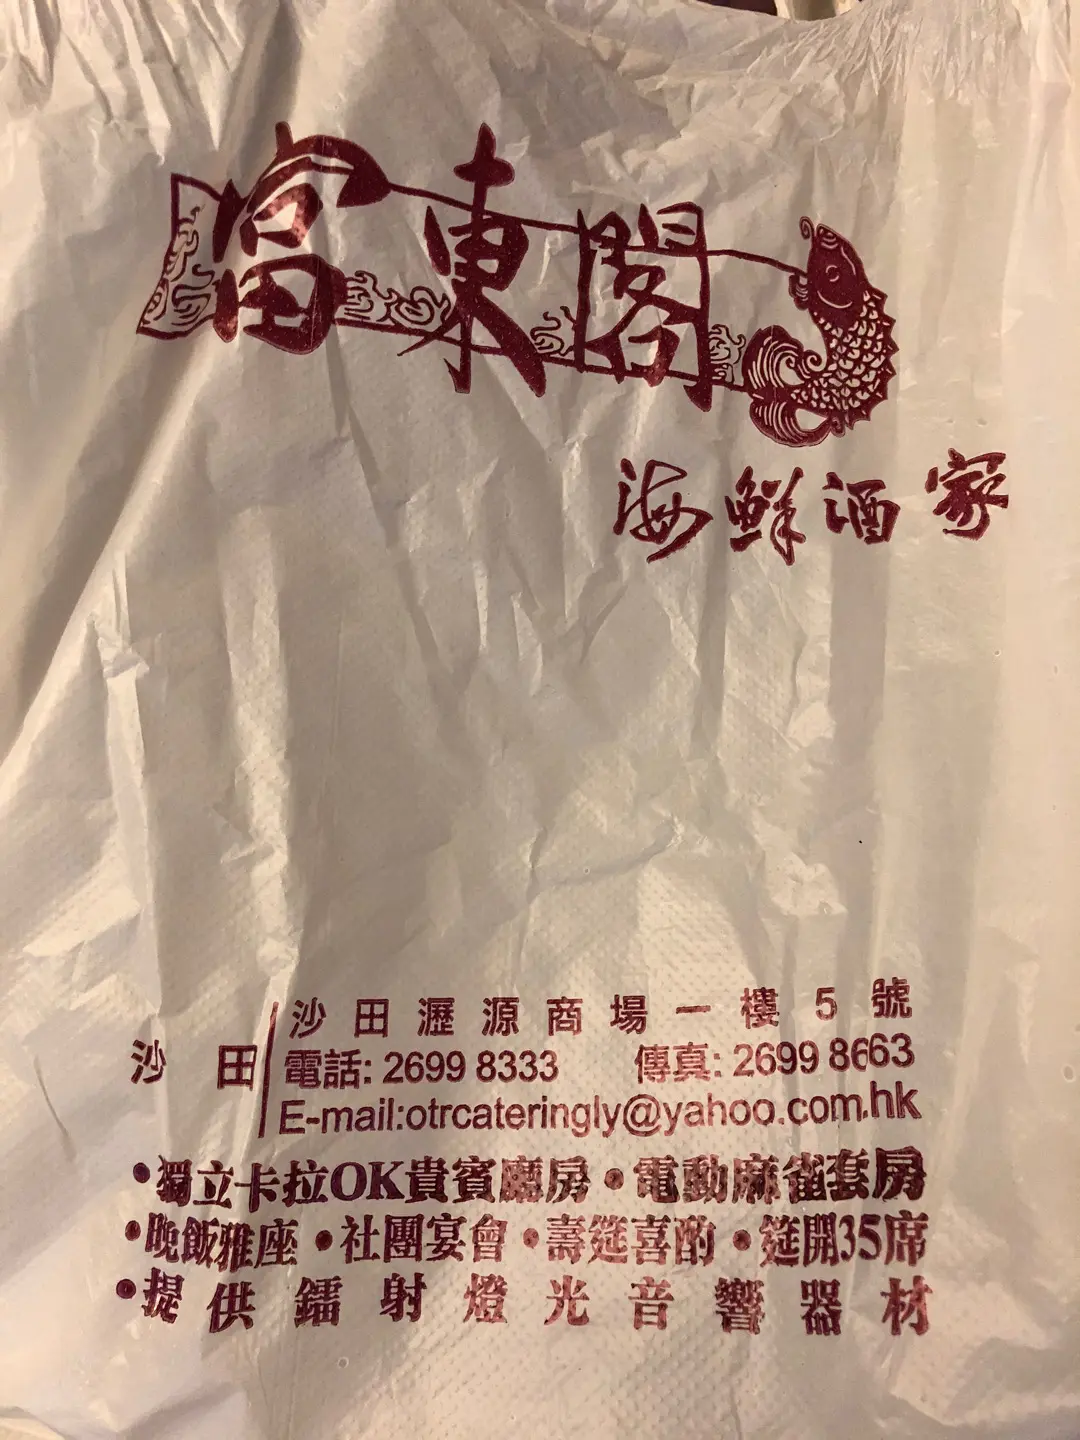 富東閣
海鮮酒家
沙田
沙田瀝源商場一樓5號
電話: 2699 8333 傳真: 2699 8663
E-mail:otrcateringly@yahoo.com.hk
•獨立卡拉OK貴賓廳房•電動麻雀套房
•晚飯雅座•社團宴會•壽筵喜酌•筵開35席
•提供鐳射燈光音響器材